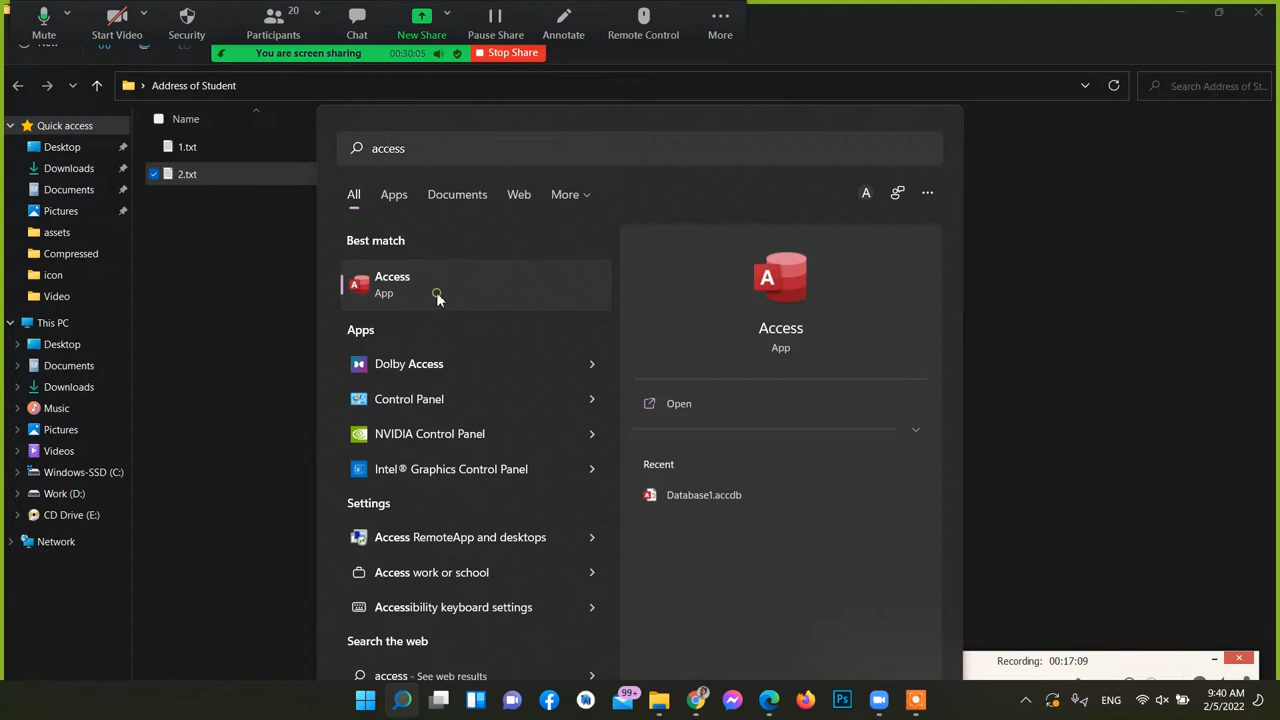 20
Mute
Start Video
Security
Participants
Chat
New Share
Pause Share
Annotate
Remote Control
More
You are screen sharing
00:30:05
Stop Share
Address of Student
Search Address of St...
Quick access
Desktop
Downloads
Documents
Pictures
assets
Compressed
icon
Video
This PC
Desktop
Documents
Downloads
Music
Pictures
Videos
Windows-SSD (C:)
Work (D:)
CD Drive (E:)
Network
Name
1.txt
2.txt
access
All
Apps
Documents
Web
More
A
Best match
Access
App
Apps
Dolby Access
Control Panel
NVIDIA Control Panel
Intel® Graphics Control Panel
Settings
Access RemoteApp and desktops
Access work or school
Accessibility keyboard settings
Search the web
access - See web results
A
Access
App
Open
Recent
Database1.accdb
Recording: 00:17:09
99+
Ps
ENG
9:40 AM
2/5/2022